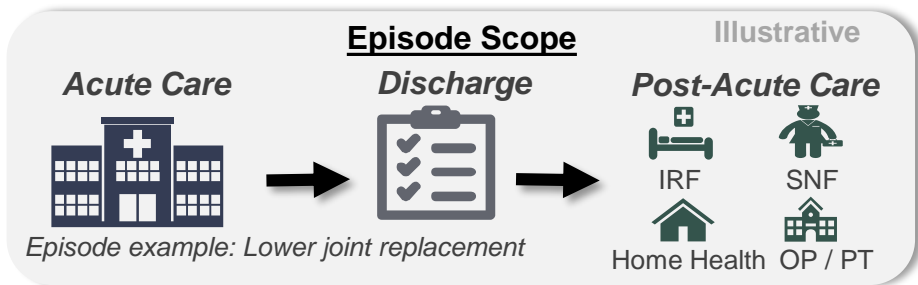 Episode Scope
Illustrative
Acute Care
Discharge
Post-Acute Care
IRF
SNF
Home Health
OP / PT
Episode example: Lower joint replacement